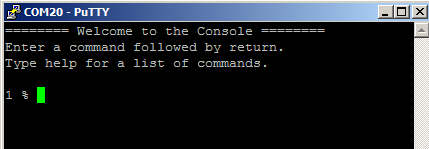 COM20 - PuTTY
======== Welcome to the Console ========
Enter a command followed by return.
Type help for a list of commands.
1 %